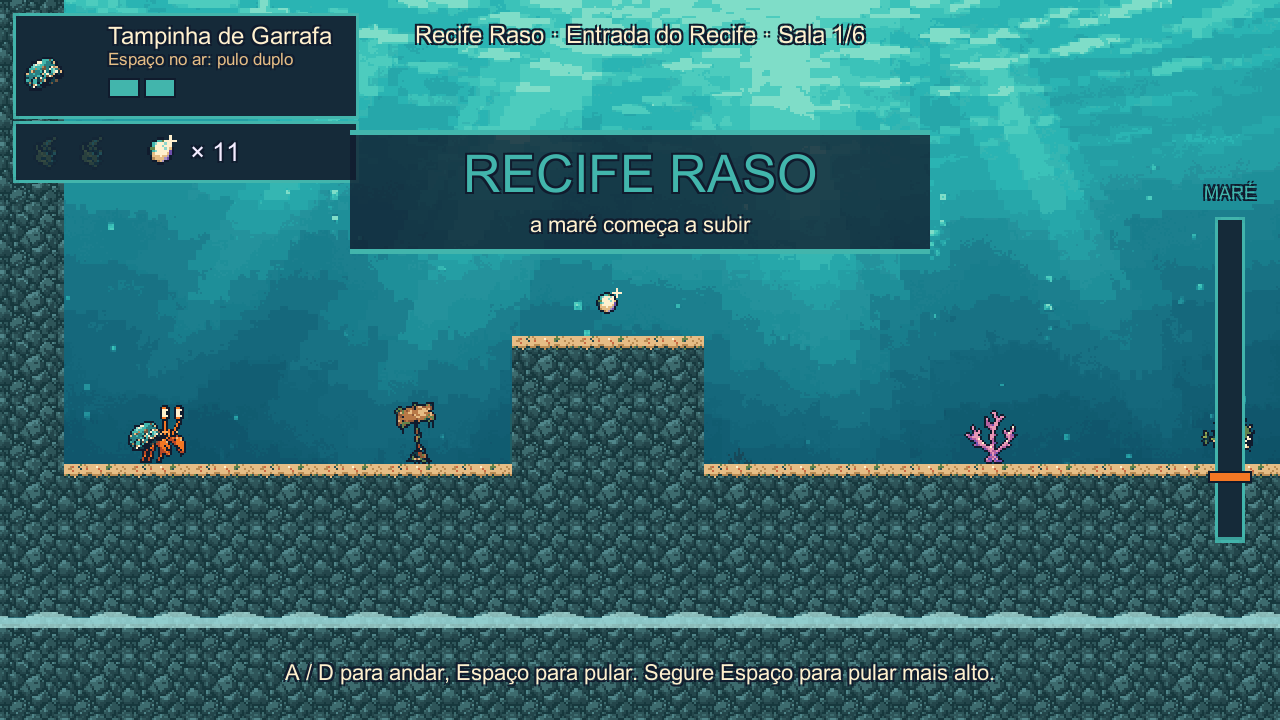 Tampinha de Garrafa
Espaço no ar: pulo duplo
× 11
Recife Raso · Entrada do Recife · Sala 1/6
RECIFE RASO
a maré começa a subir
MARÉ
A / D para andar, Espaço para pular. Segure Espaço para pular mais alto.